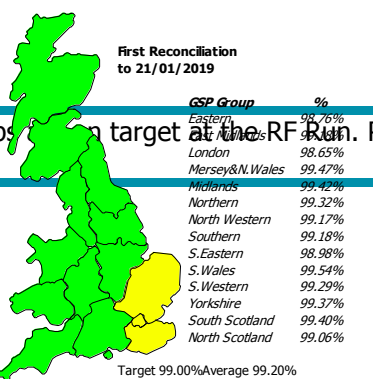 First Reconciliation
to 21/01/2019
GSP Group %
Eastern 98.76%
n target at the RF Run.
East Midlands
London 98.65%
Mersey&N.Wales 99.47%
Midlands 99.42%
Northern 99.32%
North Western 99.17%
Southern 99.18%
S.Eastern 98.98%
S.Wales 99.54%
S.Western 99.29%
Yorkshire 99.37%
South Scotland 99.40%
North Scotland 99.06%
Target 99.00%Average 99.20%